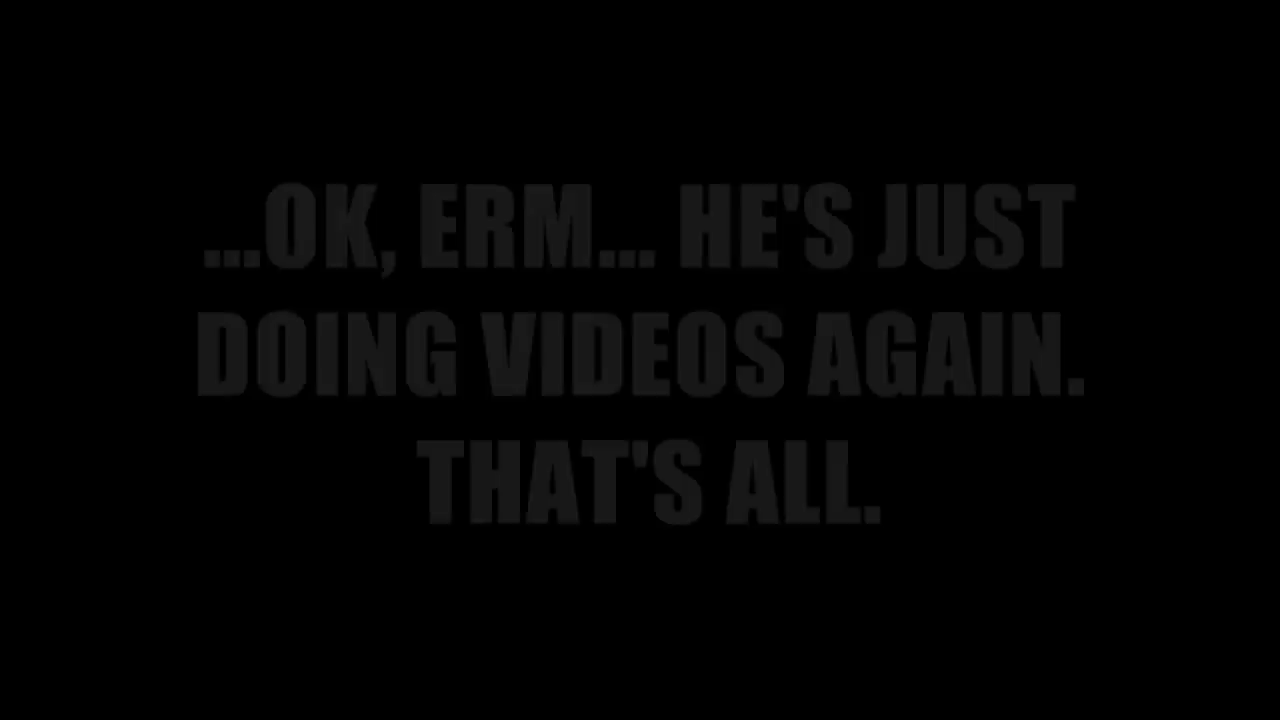 ...OK, ERM... HE'S JUST
DOING VIDEOS AGAIN.
THAT'S ALL.